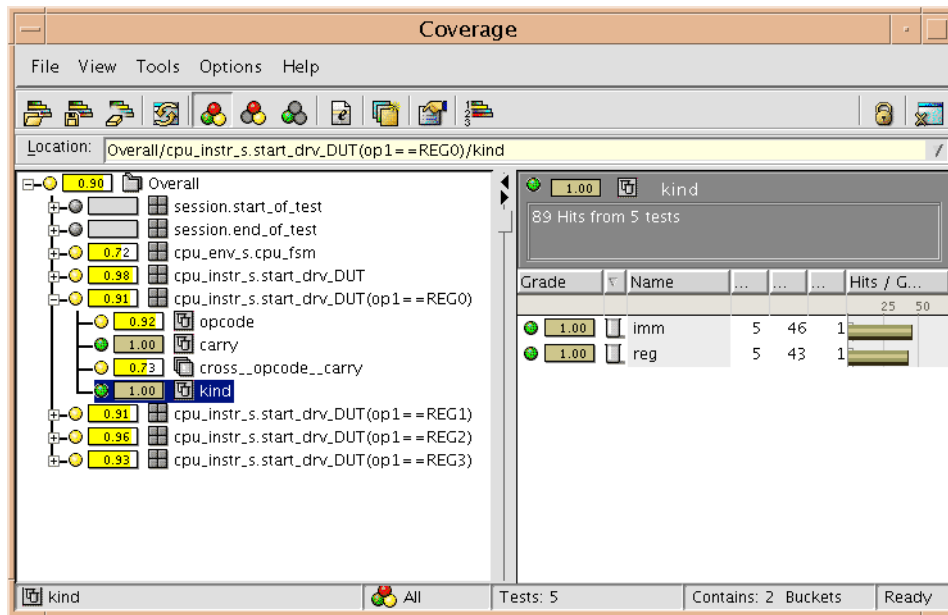 Coverage
File View Tools Options Help
Location: Overall/cpu_instr_s.start_drv_DUT(op1==REG0)/kind
0.90 Overall
session.start_of_test
session.end_of_test
0.72 cpu_env_s.cpu_fsm
0.98 cpu_instr_s.start_drv_DUT
0.91 cpu_instr_s.start_drv_DUT(op1==REG0)
0.92 opcode
1.00 carry
0.73 cross__opcode__carry
1.00 kind
0.91 cpu_instr_s.start_drv_DUT(op1==REG1)
0.96 cpu_instr_s.start_drv_DUT(op1==REG2)
0.93 cpu_instr_s.start_drv_DUT(op1==REG3)
1.00 kind
89 Hits from 5 tests
Grade Name ... ... ... Hits / G...
25 50
1.00 imm 5 46 1
1.00 reg 5 43 1
kind All Tests: 5 Contains: 2 Buckets Ready